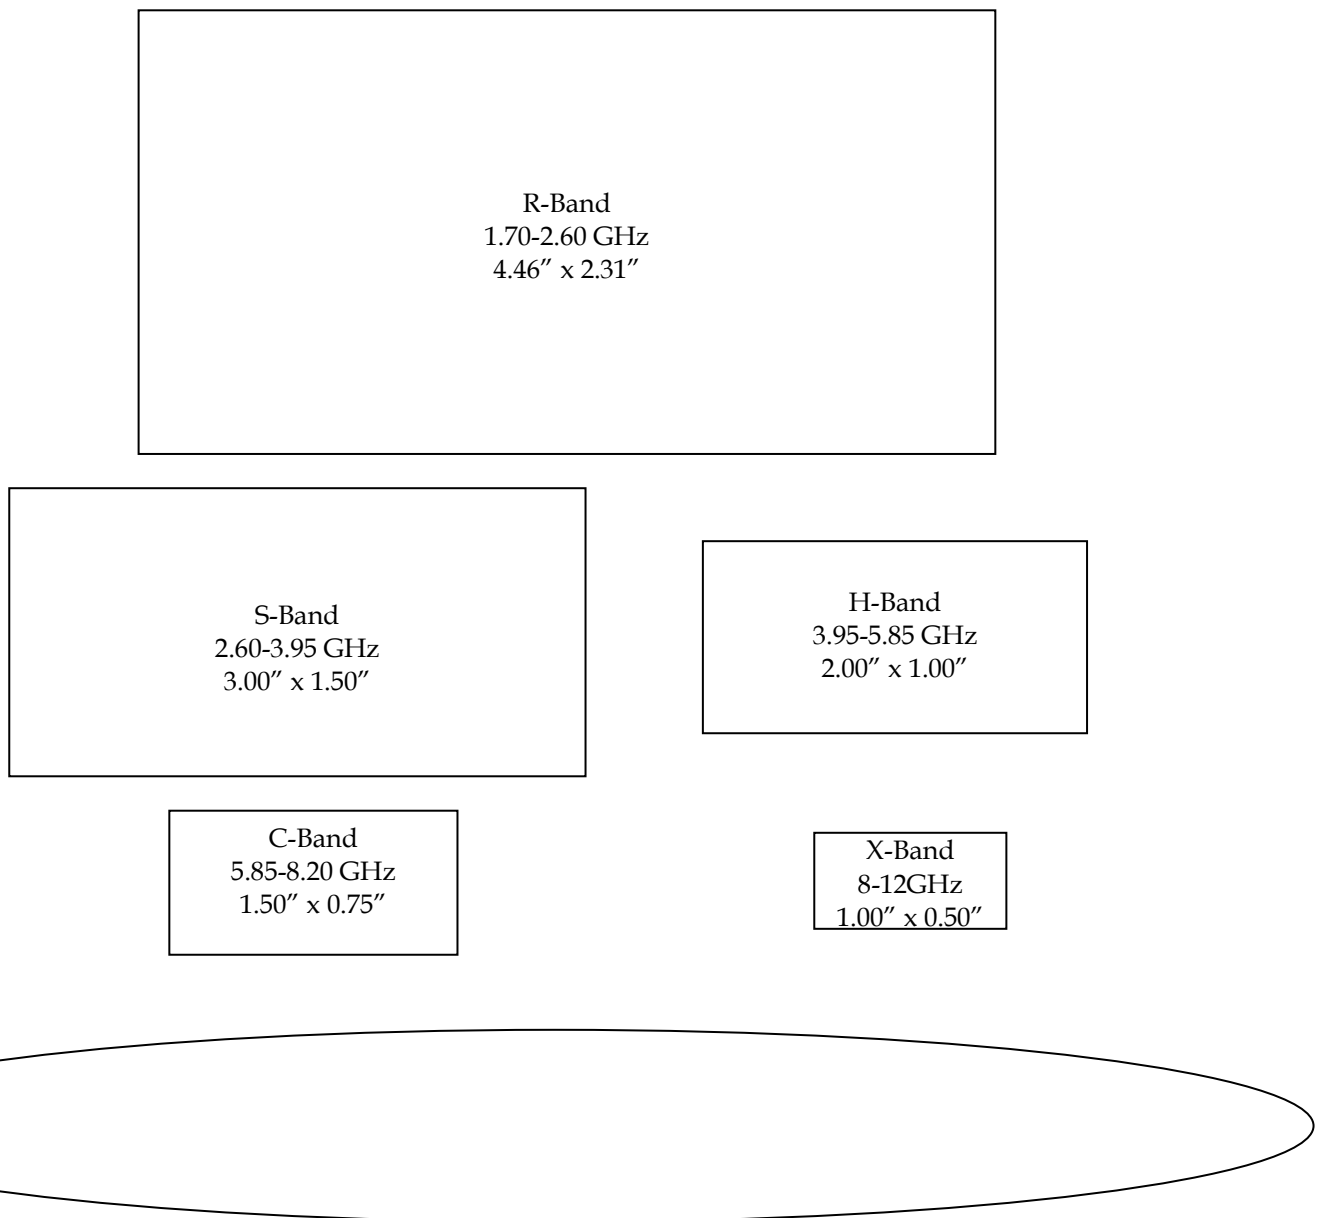 R-Band
1.70-2.60 GHz
4.46″ x 2.31″
S-Band
2.60-3.95 GHz
3.00″ x 1.50″
H-Band
3.95-5.85 GHz
2.00″ x 1.00″
C-Band
5.85-8.20 GHz
1.50″ x 0.75″
X-Band
8-12GHz
1.00″ x 0.50″